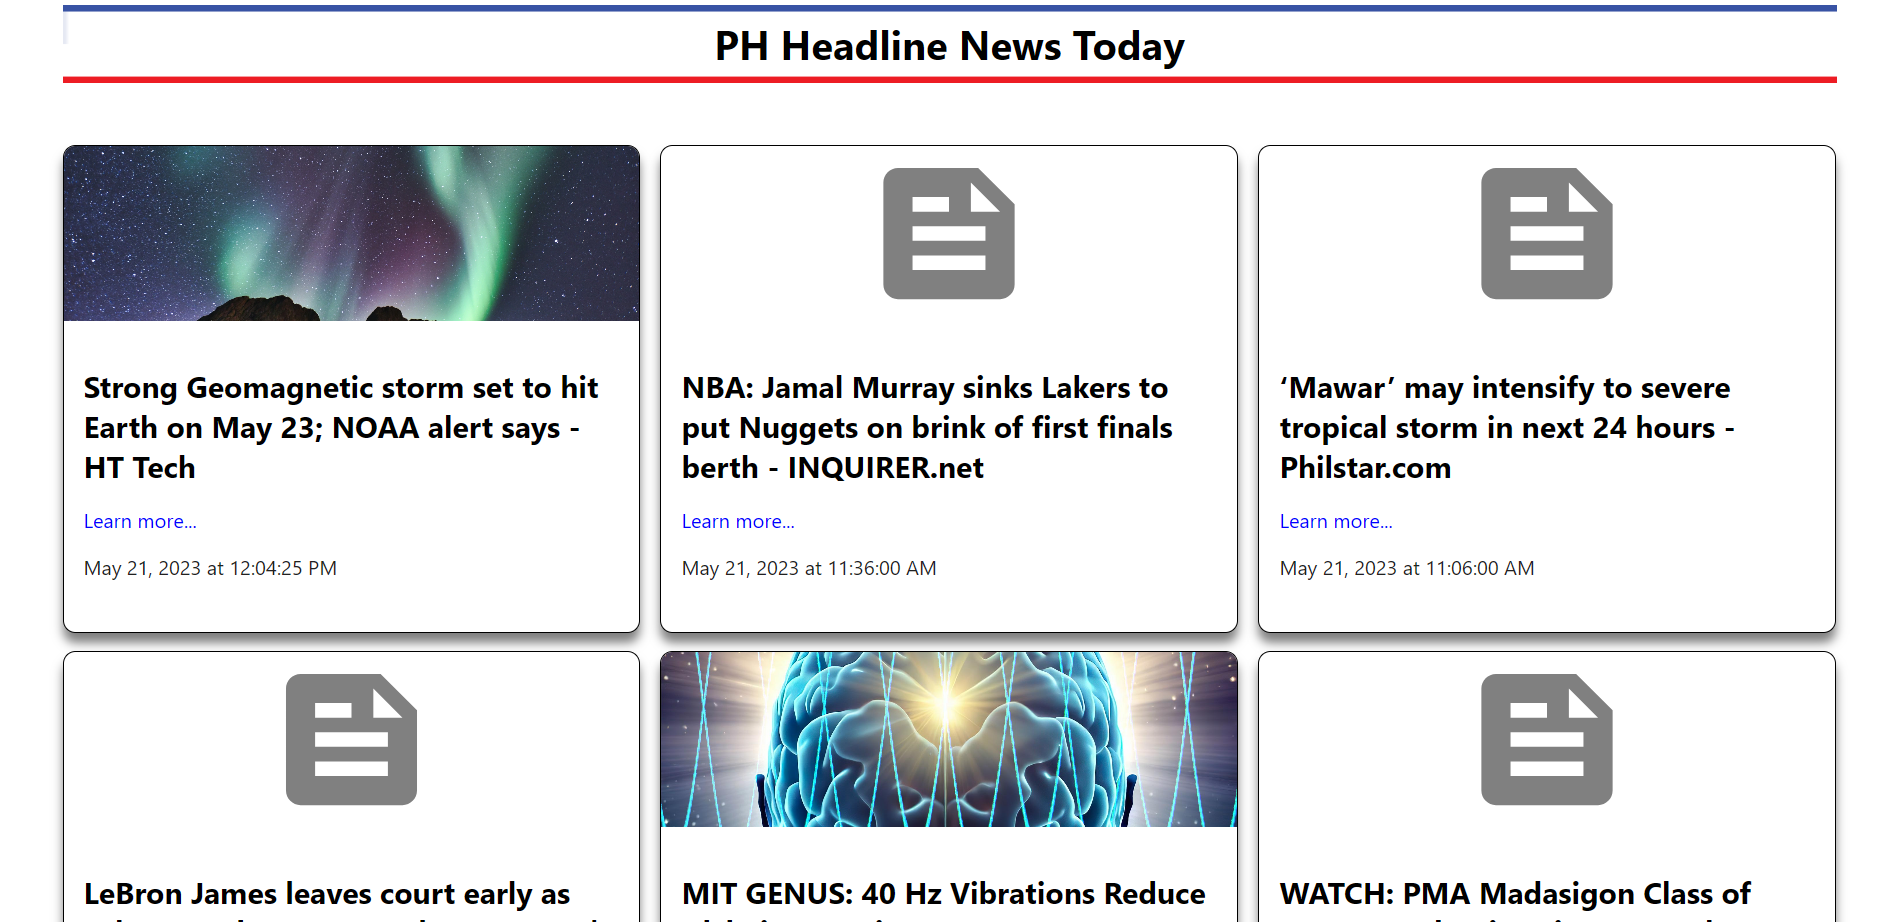 PH Headline News Today
Strong Geomagnetic storm set to hit
Earth on May 23; NOAA alert says -
HT Tech
Learn more...
May 21, 2023 at 12:04:25 PM
NBA: Jamal Murray sinks Lakers to
put Nuggets on brink of first finals
berth - INQUIRER.net
Learn more...
May 21, 2023 at 11:36:00 AM
‘Mawar’ may intensify to severe
tropical storm in next 24 hours -
Philstar.com
Learn more...
May 21, 2023 at 11:06:00 AM
LeBron James leaves court early as
MIT GENUS: 40 Hz Vibrations Reduce
WATCH: PMA Madasigon Class of